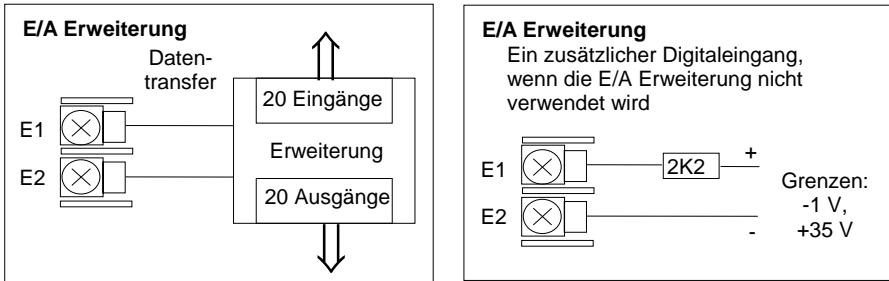 E/A Erweiterung
Daten-
transfer
20 Eingänge
E1
Erweiterung
E2
20 Ausgänge
E/A Erweiterung
Ein zusätzlicher Digitaleingang,
wenn die E/A Erweiterung nicht
verwendet wird
E1
2K2
+
E2
-
Grenzen:
-1 V,
+35 V